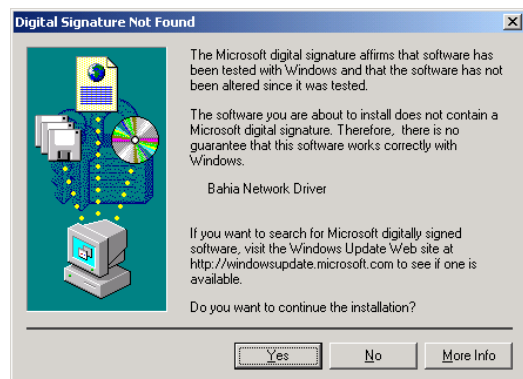 Digital Signature Not Found
The Microsoft digital signature affirms that software has
been tested with Windows and that the software has not
been altered since it was tested.
The software you are about to install does not contain a
Microsoft digital signature. Therefore, there is no
guarantee that this software works correctly with
Windows.
Bahia Network Driver
If you want to search for Microsoft digitally signed
software, visit the Windows Update Web site at
http://windowsupdate.microsoft.com to see if one is
available.
Do you want to continue the installation?
Yes No More Info